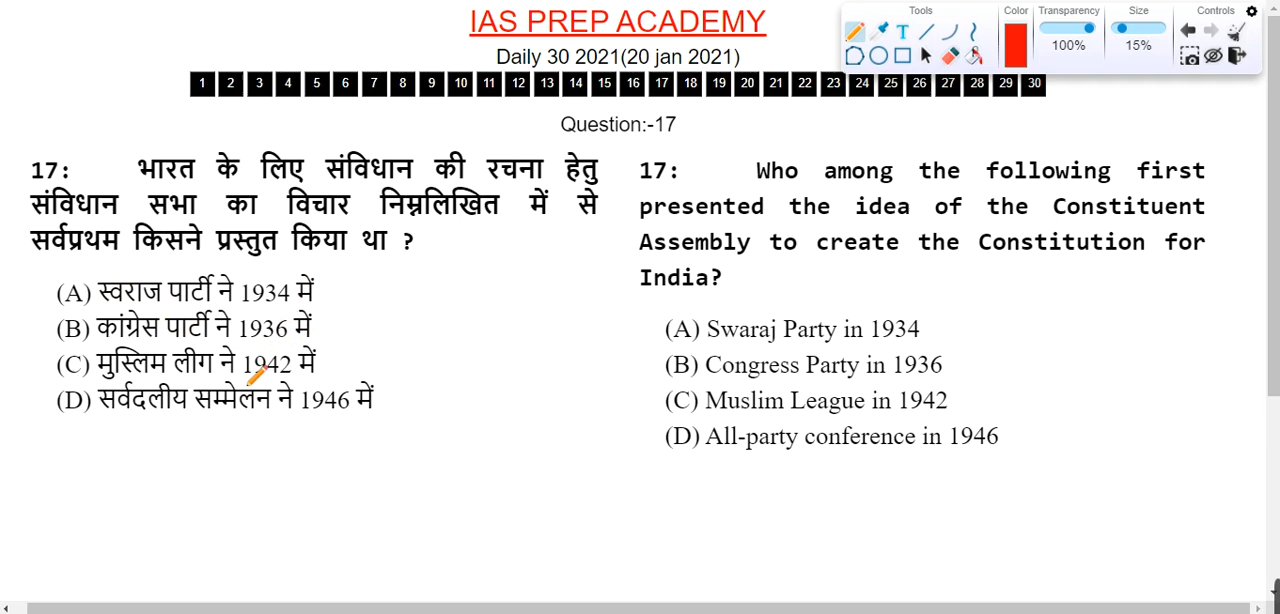 IAS PREP ACADEMY
Daily 30 2021(20 jan 2021)
Tools
Color
Transparency
Size
Controls
100%
15%
1 2 3 4 5 6 7 8 9 10 11 12 13 14 15 16 17 18 19 20 21 22 23 24 25 26 27 28 29 30
Question:-17
17: भारत के लिए संविधान की रचना हेतु
संविधान सभा का विचार निम्नलिखित में से
सर्वप्रथम किसने प्रस्तुत किया था ?
(A) स्वराज पार्टी ने 1934 में
(B) कांग्रेस पार्टी ने 1936 में
(C) मुस्लिम लीग ने 1942 में
(D) सर्वदलीय सम्मेलन ने 1946 में
17: Who among the following first
presented the idea of the Constituent
Assembly to create the Constitution for
India?
(A) Swaraj Party in 1934
(B) Congress Party in 1936
(C) Muslim League in 1942
(D) All-party conference in 1946